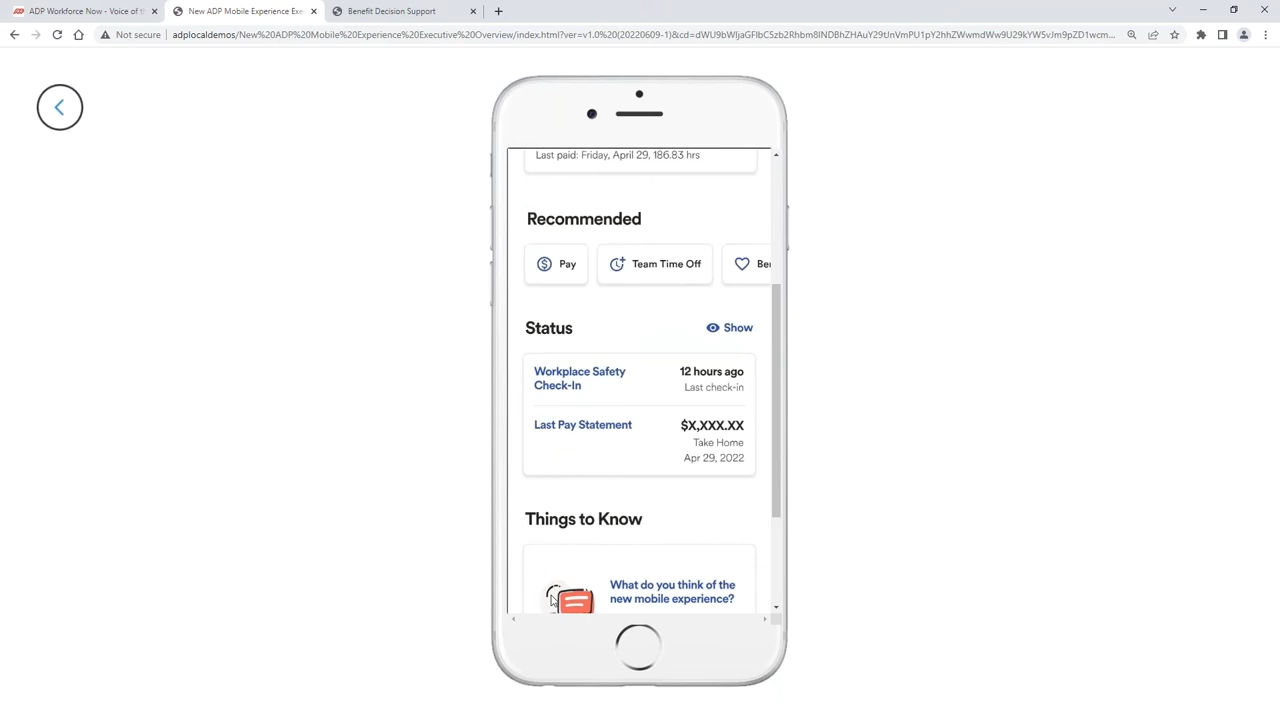 ADP Workforce Now - Voice of th
New ADP Mobile Experience Exe
Benefit Decision Support
Not secure
adplocaldemos/New%20ADP%20Mobile%20Experience%20Executive%20Overview/index.html?ver=v1.0%20(20220609-1)&cd=
Last paid: Friday, April 29, 186.83 hrs
Recommended
Pay
Team Time Off
Ber
Status
Show
Workplace Safety
Check-In
12 hours ago
Last check-in
Last Pay Statement
$X,XXX.XX
Take Home
Apr 29, 2022
Things to Know
What do you think of the
new mobile experience?